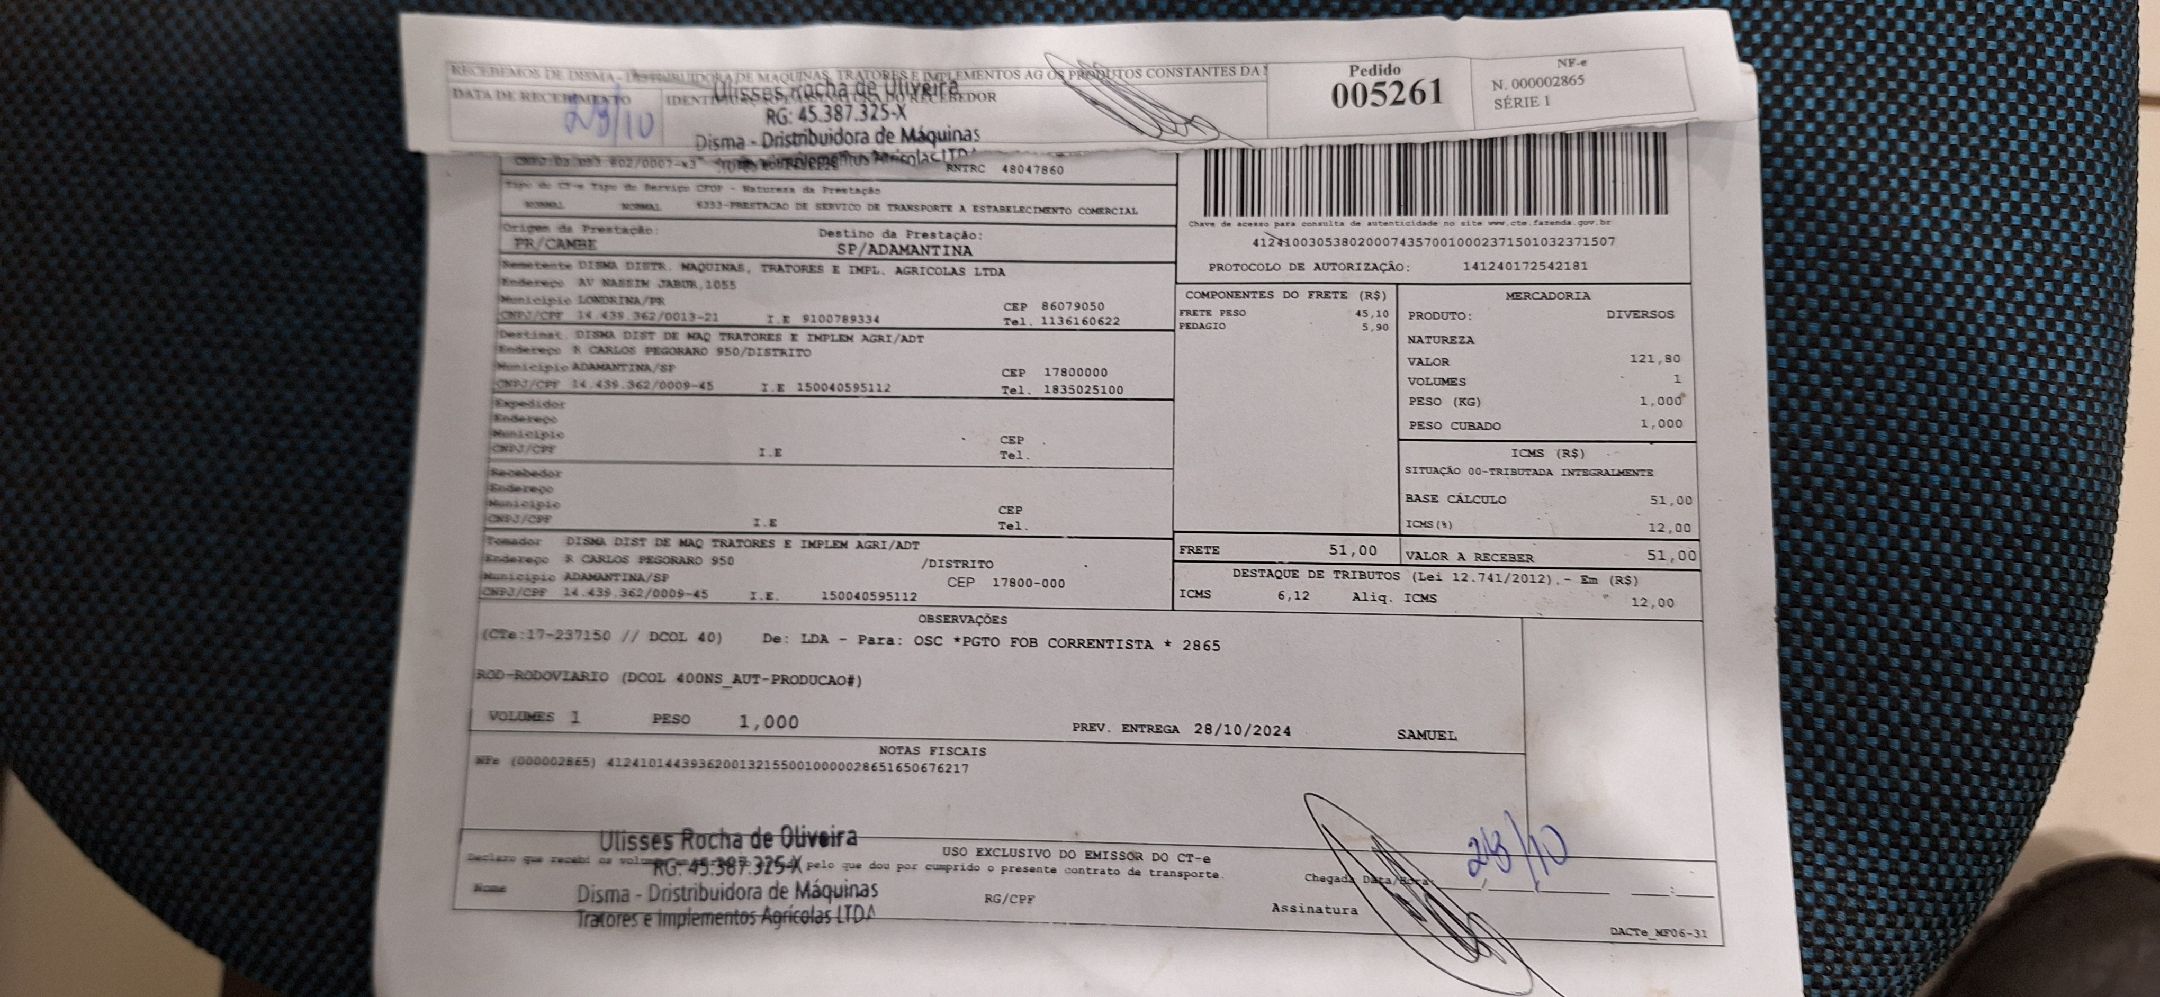 RECEBEMOS DE DISMA - DISTRIBUIDORA DE MAQUINAS, TRATORES E IMPLEMENTOS AG OS PRODUTOS CONSTANTES DA
DATA DE RECEBIMENTO
IDENTIFICAÇÃO E ASSINATURA DO RECEBEDOR
28/10
Ulisses Rocha de Oliveira
RG: 45.387.325-X
Disma - Dristribuidora de Máquinas
Pedido
005261
NF-e
N. 000002865
SÉRIE 1
RNTRC 48047860
Tipo do CT-e Tipo do Serviço CFOP - Natureza da Prestação
NORMAL NORMAL 6353-PRESTACAO DE SERVICO DE TRANSPORTE A ESTABELECIMENTO COMERCIAL
Origem da Prestação: Destino da Prestação:
PR/CAMBE SP/ADAMANTINA
Remetente DISMA DISTR. MAQUINAS, TRATORES E IMPL. AGRICOLAS LTDA
Endereço AV NASSIM JABUR,1055
Municipio LONDRINA/PR CEP 86079050
CNPJ/CPF 14.439.362/0013-21 I.E 9100789334 Tel. 1136160622
Destinat. DISMA DIST DE MAQ TRATORES E IMPLEM AGRI/ADT
Endereço R CARLOS PEGORARO 950/DISTRITO
Municipio ADAMANTINA/SP CEP 17800000
CNPJ/CPF 14.439.362/0009-45 I.E 150040595112 Tel. 1835025100
Expedidor
Endereço
Municipio CEP
CNPJ/CPF I.E Tel.
Recebedor
Endereço
Municipio CEP
CNPJ/CPF I.E Tel.
Tomador DISMA DIST DE MAQ TRATORES E IMPLEM AGRI/ADT
Endereço R CARLOS PEGORARO 950 /DISTRITO
Municipio ADAMANTINA/SP CEP 17800-000
CNPJ/CPF 14.439.362/0009-45 I.E. 150040595112
Chave de acesso para consulta de autenticidade no site www.cte.fazenda.gov.br
41241003053802000743570010002371501032371507
PROTOCOLO DE AUTORIZAÇÃO: 141240172542181
COMPONENTES DO FRETE (R$)
FRETE PESO 45,10
PEDAGIO 5,90
MERCADORIA
PRODUTO: DIVERSOS
NATUREZA
VALOR 121,80
VOLUMES 1
PESO (KG) 1,000
PESO CUBADO 1,000
ICMS (R$)
SITUAÇÃO 00-TRIBUTADA INTEGRALMENTE
BASE CÁLCULO 51,00
ICMS(%) 12,00
FRETE 51,00 VALOR A RECEBER 51,00
DESTAQUE DE TRIBUTOS (Lei 12.741/2012).- Em (R$)
ICMS 6,12 Aliq. ICMS 12,00
OBSERVAÇÕES
(CTe:17-237150 // DCOL 40) De: LDA - Para: OSC *PGTO FOB CORRENTISTA * 2865
ROD-RODOVIARIO (DCOL 400NS_AUT-PRODUCAO#)
VOLUMES 1 PESO 1,000 PREV. ENTREGA 28/10/2024 SAMUEL
NOTAS FISCAIS
NFe (000002865) 41241014439362001321550010000028651650676217
USO EXCLUSIVO DO EMISSOR DO CT-e
Declaro que recebi os volumes pelo que dou por cumprido o presente contrato de transporte.
Nome RG/CPF
Chegada Data/Hora:
28/10
Assinatura
Ulisses Rocha de Oliveira
RG: 45.387.325-X
Disma - Dristribuidora de Máquinas
Tratores e Implementos Agrícolas LTDA
DACTe_MF06-31